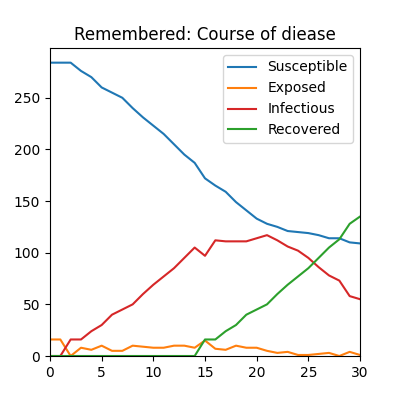 Remembered: Course of diease
Susceptible
Exposed
Infectious
Recovered
250
200
150
100
50
0
0 5 10 15 20 25 30